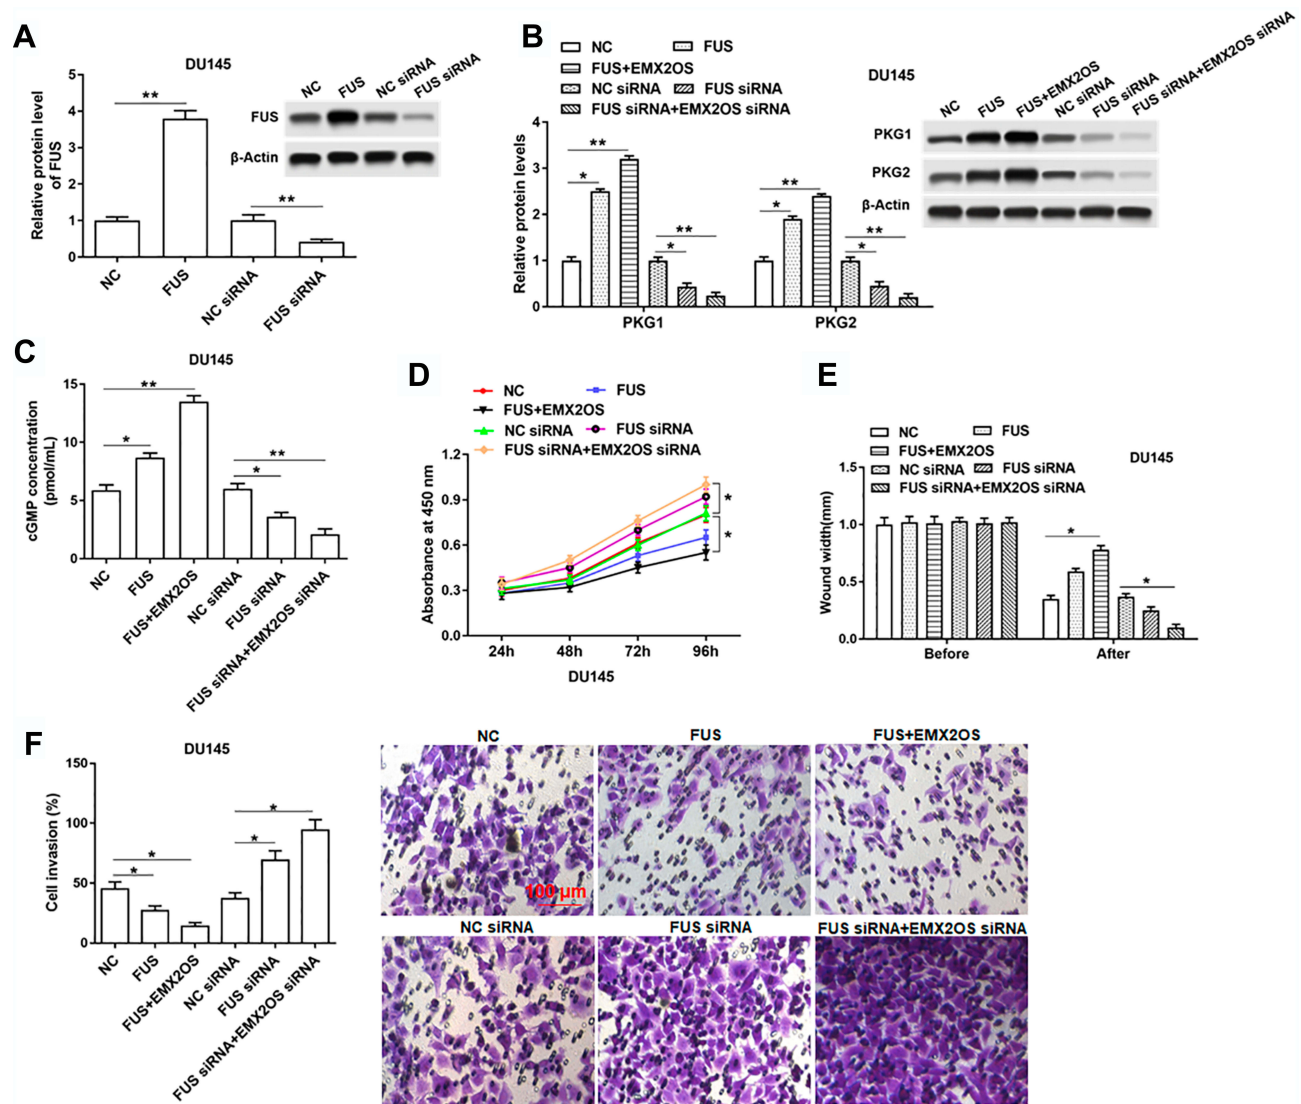 A
DU145
Relative protein level
of FUS
5
4
3
2
1
0
**
**
NC
FUS
NC siRNA
FUS siRNA
NC
FUS
NC siRNA
FUS siRNA
FUS
β-Actin
B
NC
FUS
FUS+EMX2OS
NC siRNA
FUS siRNA
FUS siRNA+EMX2OS siRNA
Relative protein levels
4
3
2
1
0
**
*
**
*
**
*
**
*
PKG1
PKG2
DU145
NC
FUS
FUS+EMX2OS
NC siRNA
FUS siRNA
FUS siRNA+EMX2OS siRNA
PKG1
PKG2
β-Actin
C
DU145
cGMP concentration
(pmol/mL)
15
10
5
0
**
*
**
*
NC
FUS
FUS+EMX2OS
NC siRNA
FUS siRNA
FUS siRNA+EMX2OS siRNA
D
NC
FUS
FUS+EMX2OS
NC siRNA
FUS siRNA
FUS siRNA+EMX2OS siRNA
Absorbance at 450 nm
1.2
0.9
0.6
0.3
0.0
*
*
24h
48h
72h
96h
DU145
E
NC
FUS
FUS+EMX2OS
NC siRNA
FUS siRNA
FUS siRNA+EMX2OS siRNA
DU145
Wound width(mm)
1.5
1.0
0.5
0.0
*
*
Before
After
F
DU145
Cell invasion (%)
150
100
50
0
*
*
*
*
NC
FUS
FUS+EMX2OS
NC siRNA
FUS siRNA
FUS siRNA+EMX2OS siRNA
NC
FUS
FUS+EMX2OS
100 μm
NC siRNA
FUS siRNA
FUS siRNA+EMX2OS siRNA